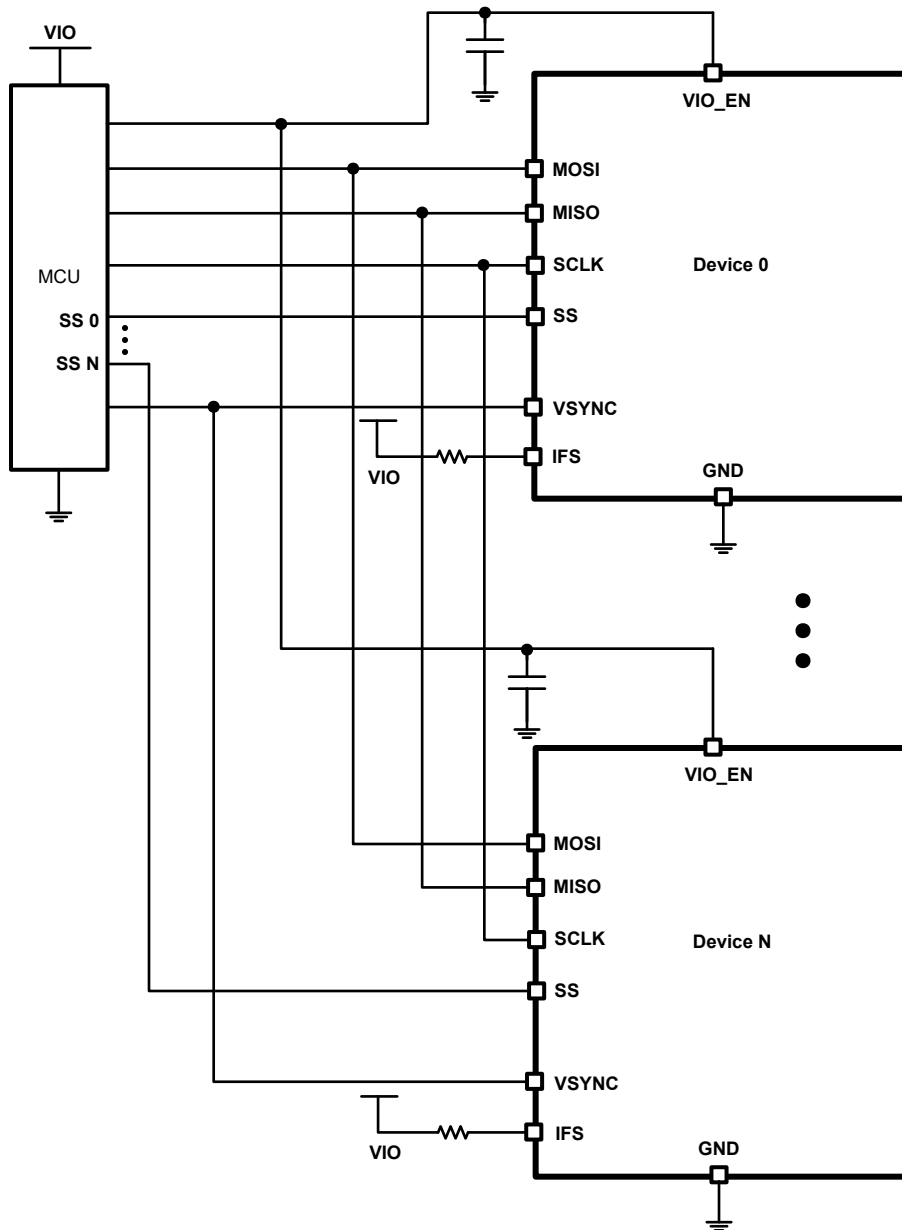 VIO
VIO_EN
MOSI
MISO
MCU
SCLK
Device 0
SS 0
SS
SS N
VSYNC
VIO
IFS
GND
VIO_EN
MOSI
MISO
SCLK
Device N
SS
VSYNC
VIO
IFS
GND